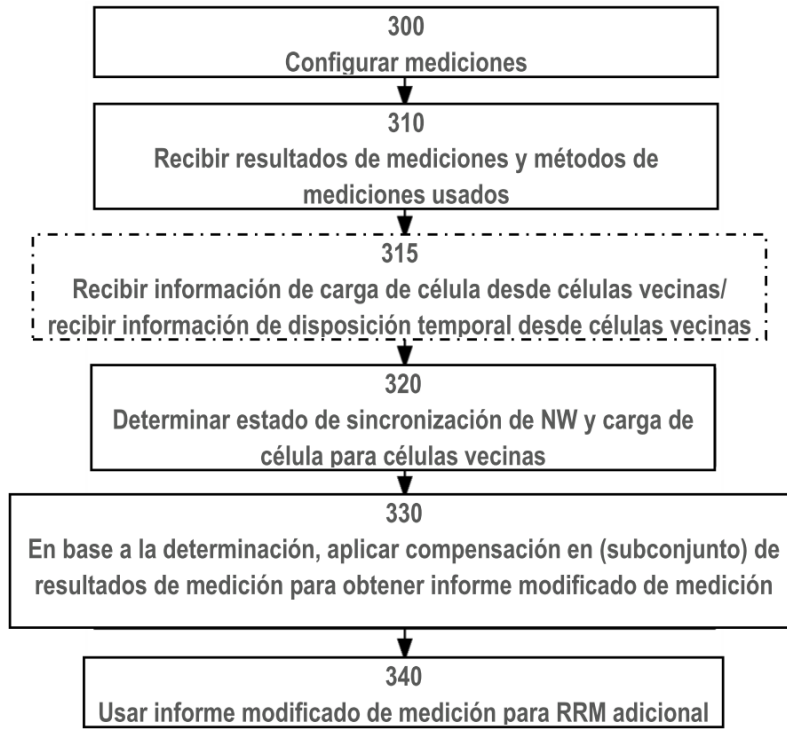 300
Configurar mediciones
310
Recibir resultados de mediciones y métodos de
mediciones usados
315
Recibir información de carga de célula desde células vecinas/
recibir información de disposición temporal desde células vecinas
320
Determinar estado de sincronización de NW y carga de
célula para células vecinas
330
En base a la determinación, aplicar compensación en (subconjunto) de
resultados de medición para obtener informe modificado de medición
340
Usar informe modificado de medición para RRM adicional